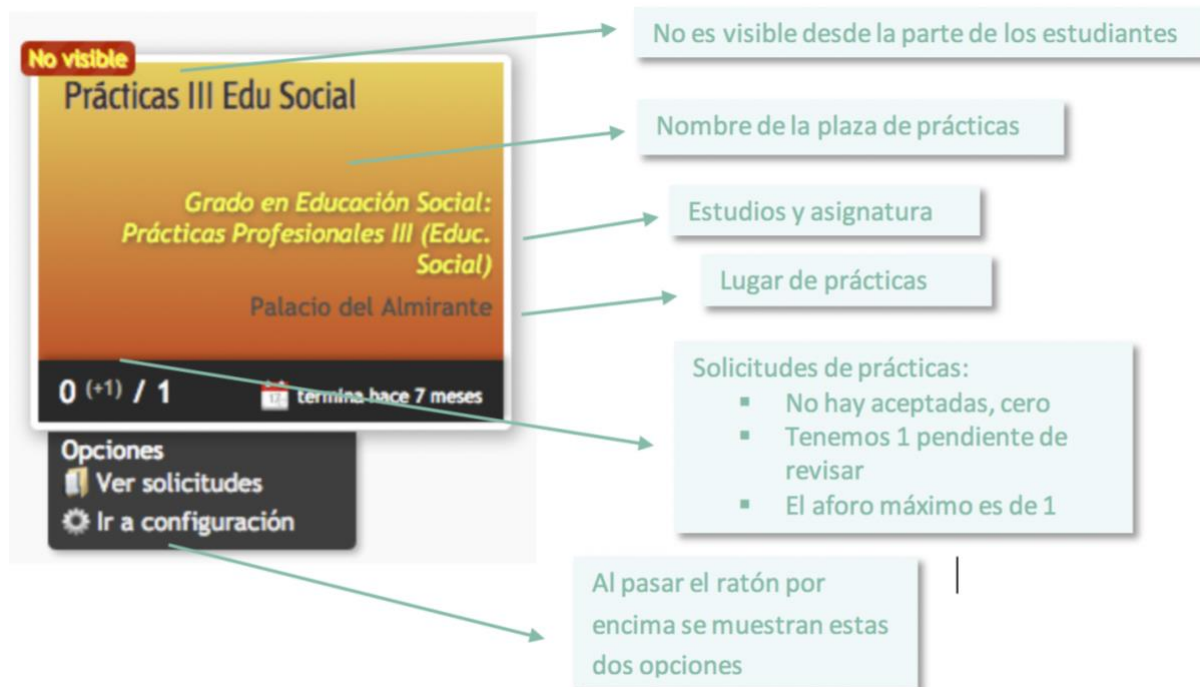 No visible
Prácticas III Edu Social
Grado en Educación Social:
Prácticas Profesionales III (Educ.
Social)
Palacio del Almirante
0 (+1) / 1
termina hace 7 meses
Opciones
Ver solicitudes
Ir a configuración
No es visible desde la parte de los estudiantes
Nombre de la plaza de prácticas
Estudios y asignatura
Lugar de prácticas
Solicitudes de prácticas:
▪ No hay aceptadas, cero
▪ Tenemos 1 pendiente de
revisar
▪ El aforo máximo es de 1
Al pasar el ratón por
encima se muestran estas
dos opciones